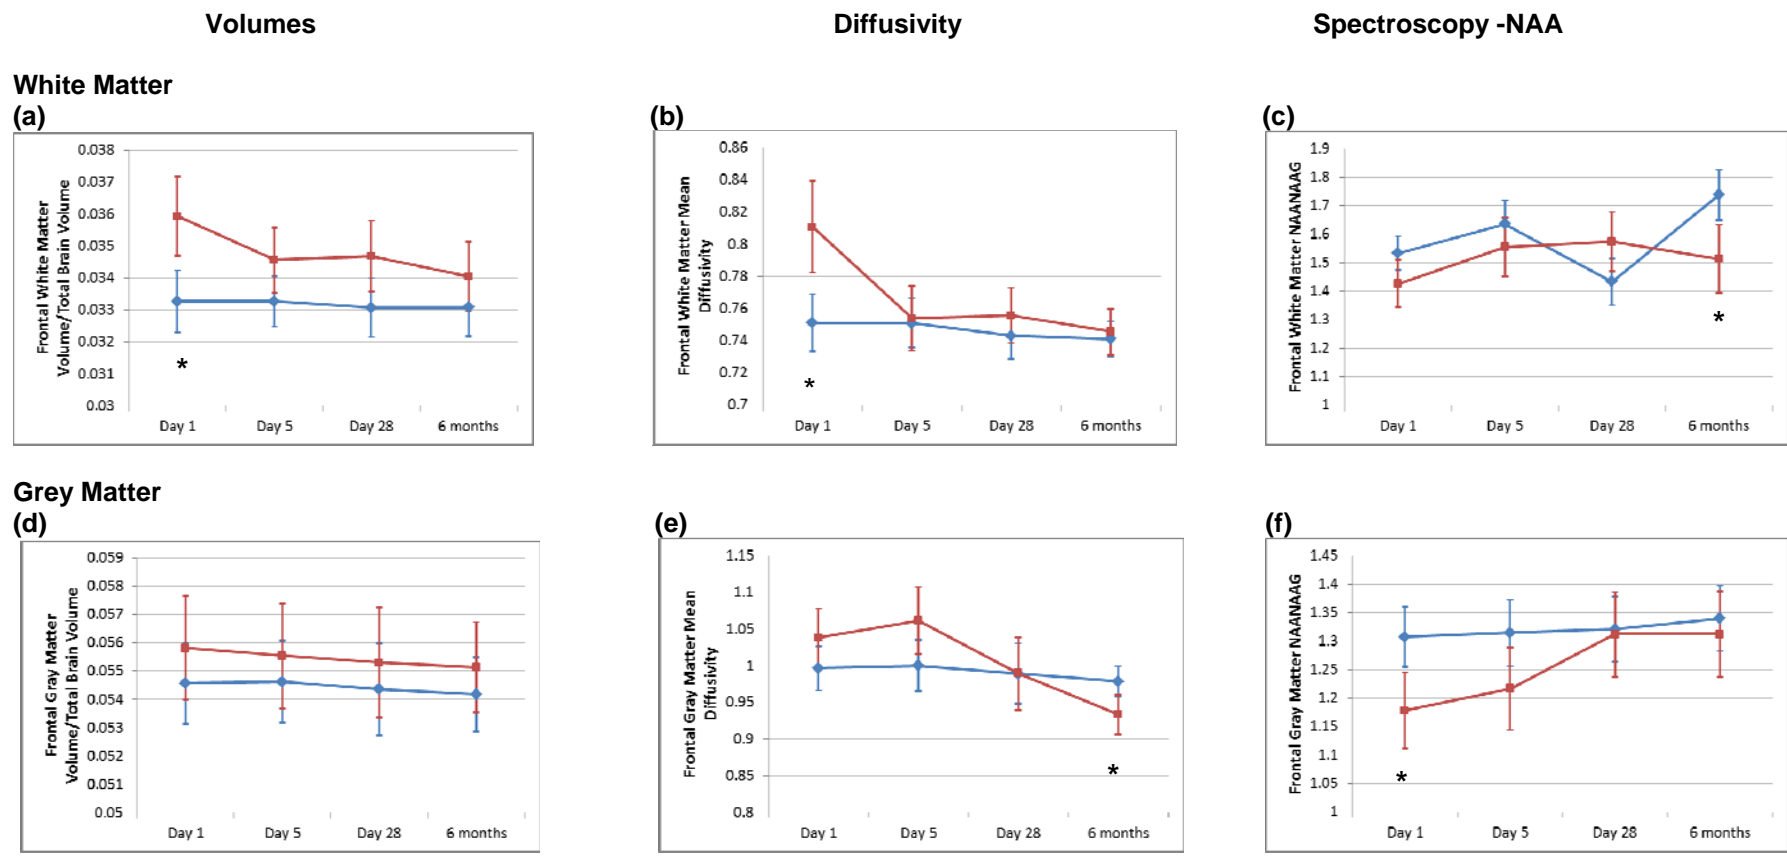 Volumes
Diffusivity
Spectroscopy -NAA
White Matter
(a)
(b)
(c)
Frontal White Matter
Volume/Total Brain Volume
0.038
0.037
0.036
0.035
0.034
0.033
0.032
0.031
0.03
*
Day 1
Day 5
Day 28
6 months
Frontal White Matter Mean
Diffusivity
0.86
0.84
0.82
0.8
0.78
0.76
0.74
0.72
0.7
*
Day 1
Day 5
Day 28
6 months
Frontal White Matter NAANAAG
1.9
1.8
1.7
1.6
1.5
1.4
1.3
1.2
1.1
1
*
Day 1
Day 5
Day 28
6 months
Grey Matter
(d)
(e)
(f)
Frontal Gray Matter
Volume/Total Brain Volume
0.059
0.058
0.057
0.056
0.055
0.054
0.053
0.052
0.051
0.05
Day 1
Day 5
Day 28
6 months
Frontal Gray Matter Mean
Diffusivity
1.15
1.1
1.05
1
0.95
0.9
0.85
0.8
*
Day 1
Day 5
Day 28
6 months
Frontal Gray Matter NAANAAG
1.45
1.4
1.35
1.3
1.25
1.2
1.15
1.1
1.05
1
*
Day 1
Day 5
Day 28
6 months